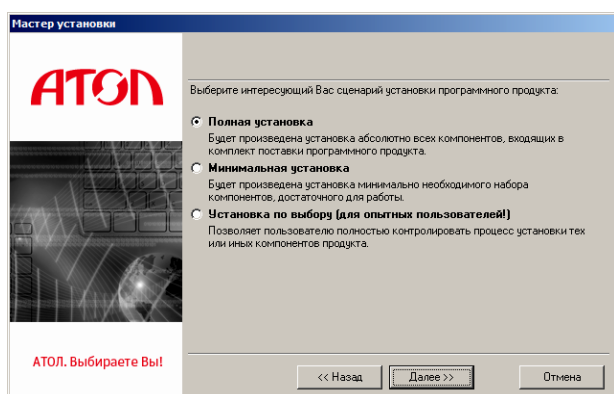 Мастер установки
АТОЛ
Выберите интересующий Вас сценарий установки программного продукта:
Полная установка
Будет произведена установка абсолютно всех компонентов, входящих в
комплект поставки программного продукта.
Минимальная установка
Будет произведена установка минимально необходимого набора
компонентов, достаточного для работы.
Установка по выбору (для опытных пользователей!)
Позволяет пользователю полностью контролировать процесс установки тех
или иных компонентов продукта.
АТОЛ. Выбираете Вы!
<< Назад
Далее >>
Отмена